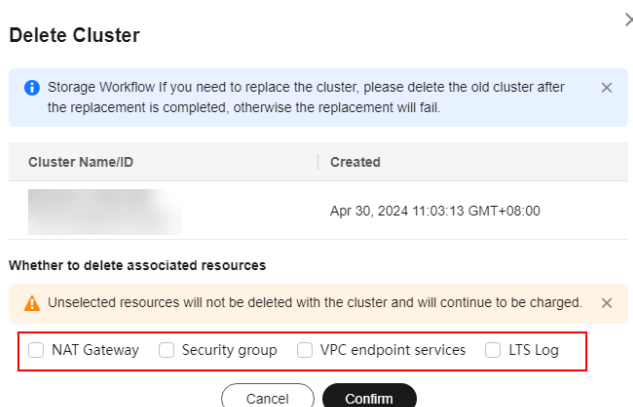 Delete Cluster
Storage Workflow If you need to replace the cluster, please delete the old cluster after
the replacement is completed, otherwise the replacement will fail.
Cluster Name/ID Created
Apr 30, 2024 11:03:13 GMT+08:00
Whether to delete associated resources
Unselected resources will not be deleted with the cluster and will continue to be charged.
NAT Gateway Security group VPC endpoint services LTS Log
Cancel Confirm